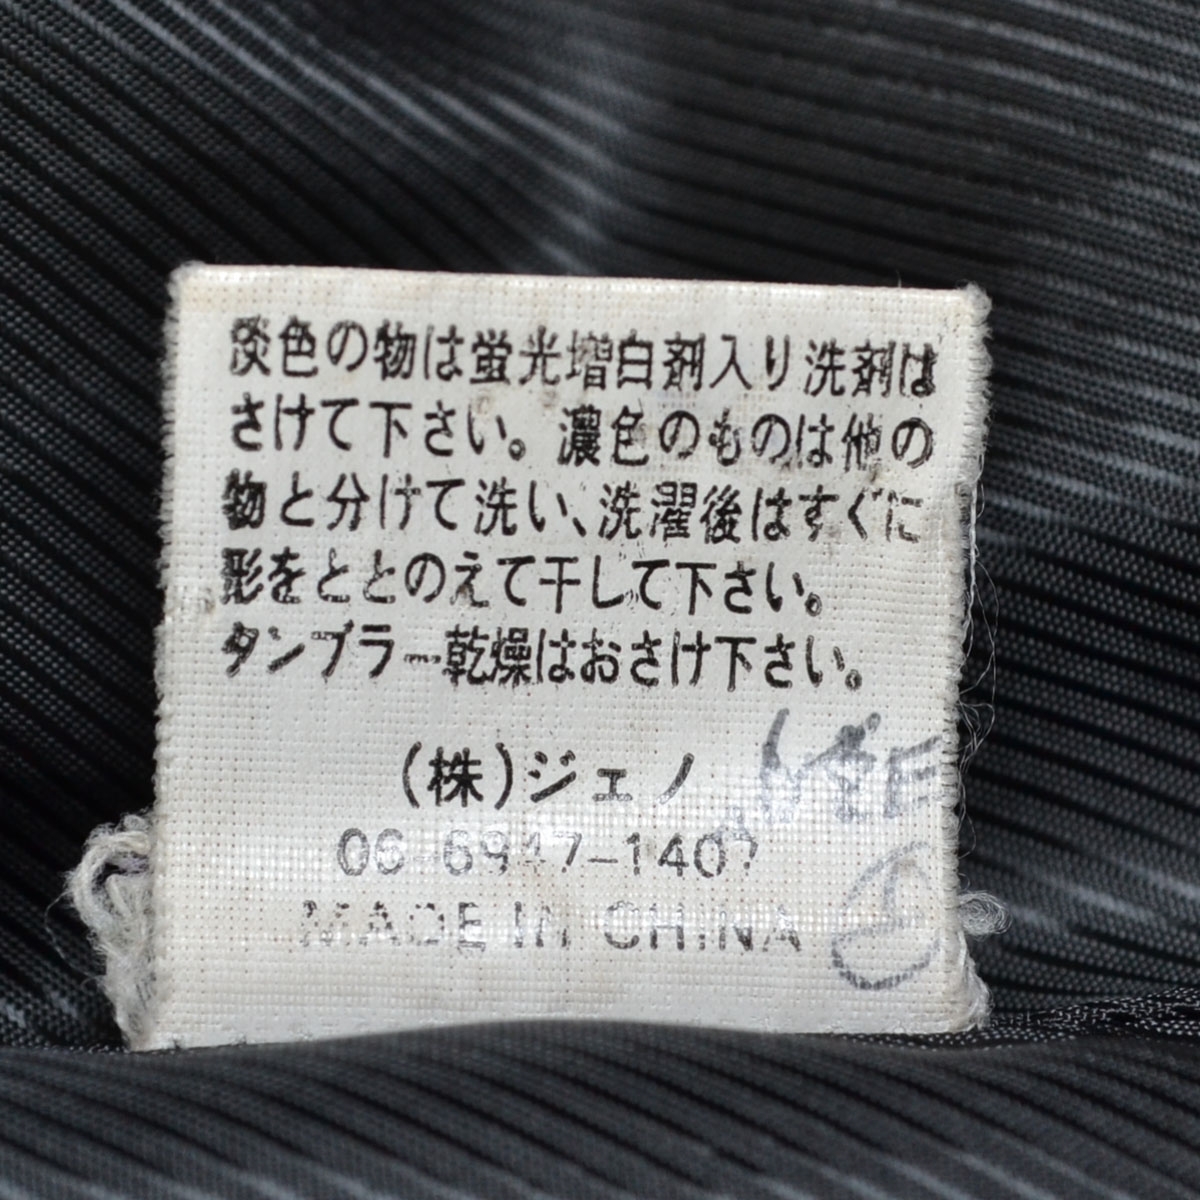 淡色の物は蛍光増白剤入り洗剤は
さけて下さい。濃色のものは他の
物と分けて洗い、洗濯後はすぐに
形をととのえて干して下さい。
タンブラー乾燥はおさけ下さい。
(株)ジェノ
06-6947-1407
MADE IN CHINA